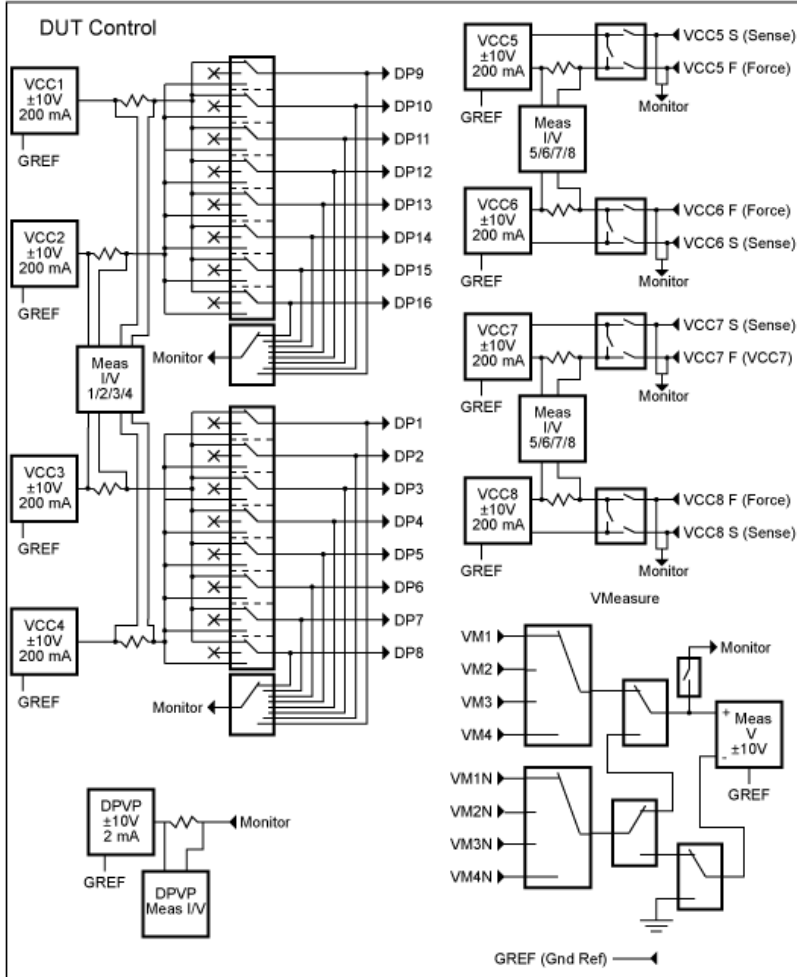 DUT Control
VCC1
±10V
200 mA
GREF
VCC2
±10V
200 mA
GREF
Meas
I/V
1/2/3/4
VCC3
±10V
200 mA
GREF
VCC4
±10V
200 mA
GREF
DP9
DP10
DP11
DP12
DP13
DP14
DP15
DP16
Monitor
DP1
DP2
DP3
DP4
DP5
DP6
DP7
DP8
Monitor
DPVP
±10V
2 mA
GREF
Monitor
DPVP
Meas I/V
VCC5
±10V
200 mA
GREF
VCC5 S (Sense)
VCC5 F (Force)
Monitor
Meas
I/V
5/6/7/8
VCC6
±10V
200 mA
GREF
VCC6 F (Force)
VCC6 S (Sense)
Monitor
VCC7
±10V
200 mA
GREF
VCC7 S (Sense)
VCC7 F (VCC7)
Monitor
Meas
I/V
5/6/7/8
VCC8
±10V
200 mA
GREF
VCC8 F (Force)
VCC8 S (Sense)
Monitor
VMeasure
VM1
VM2
VM3
VM4
VM1N
VM2N
VM3N
VM4N
Monitor
+
-
Meas
V
±10V
GREF
GREF (Gnd Ref)